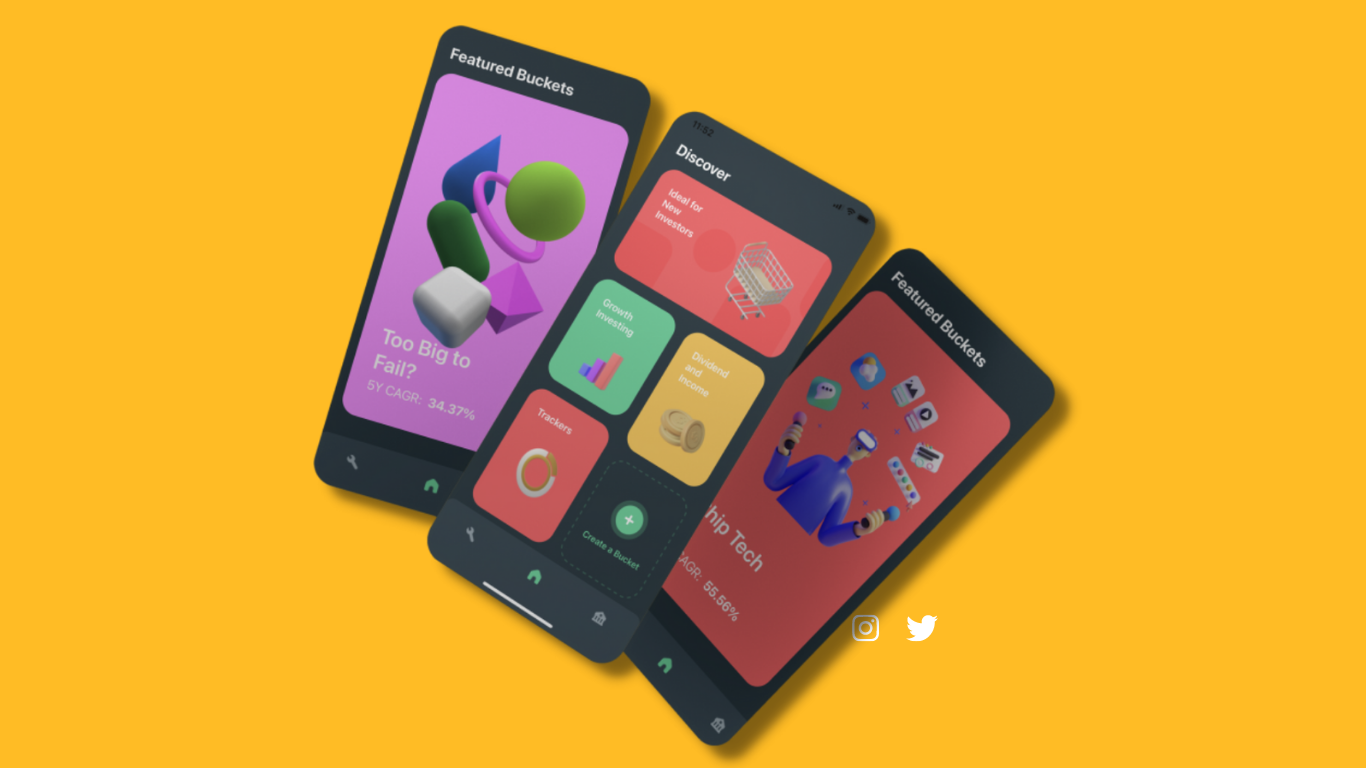 Featured Buckets
Too Big to
Fail?
5Y CAGR: 34.37%
11:52
Discover
Ideal for
New
Investors
Growth
Investing
Dividend
and
Income
Trackers
Create a Bucket
Featured Buckets
hip Tech
CAGR: 55.56%